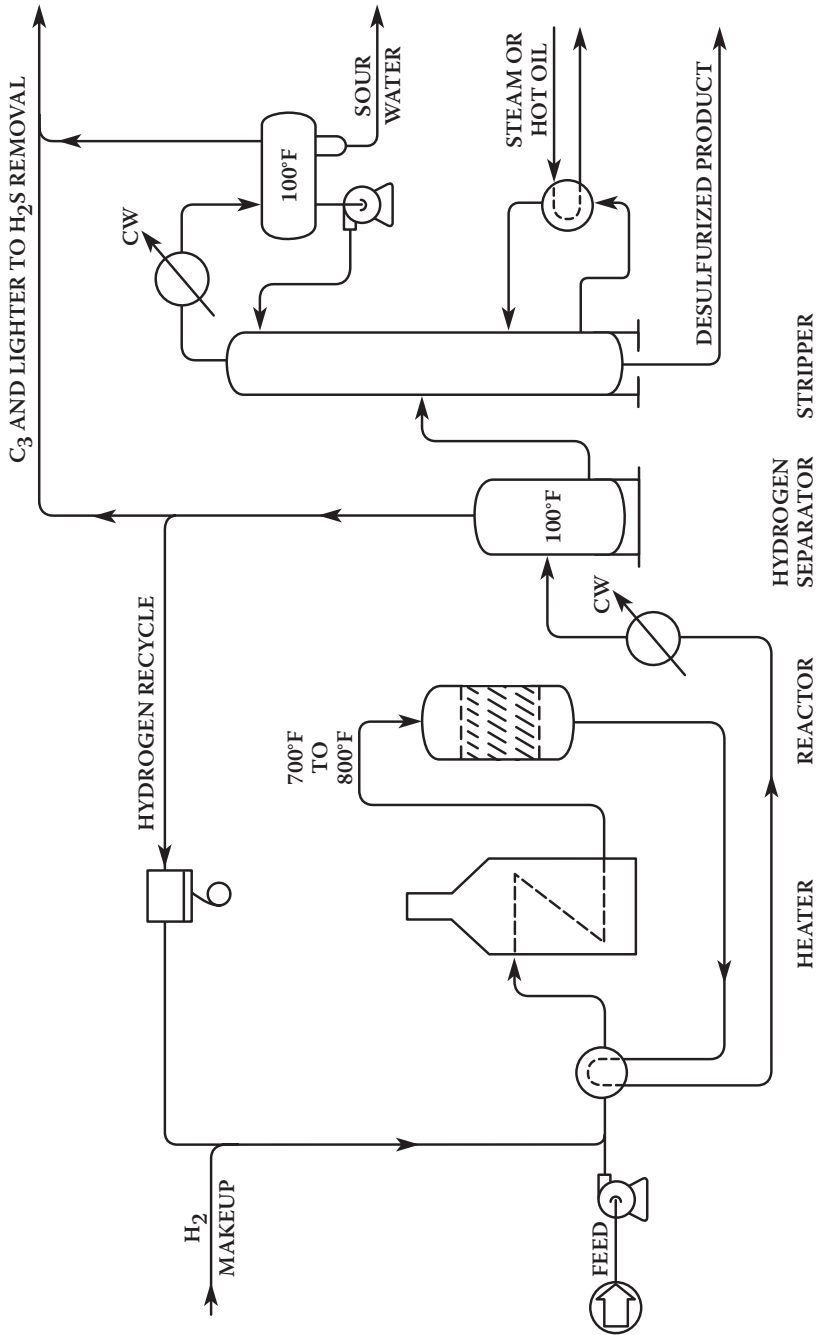 C3 AND LIGHTER TO H2S REMOVAL
HYDROGEN RECYCLE
H2
MAKEUP
FEED
700°F
TO
800°F
CW
100°F
CW
100°F
SOUR
WATER
STEAM OR
HOT OIL
DESULFURIZED PRODUCT
HEATER
REACTOR
HYDROGEN
SEPARATOR
STRIPPER